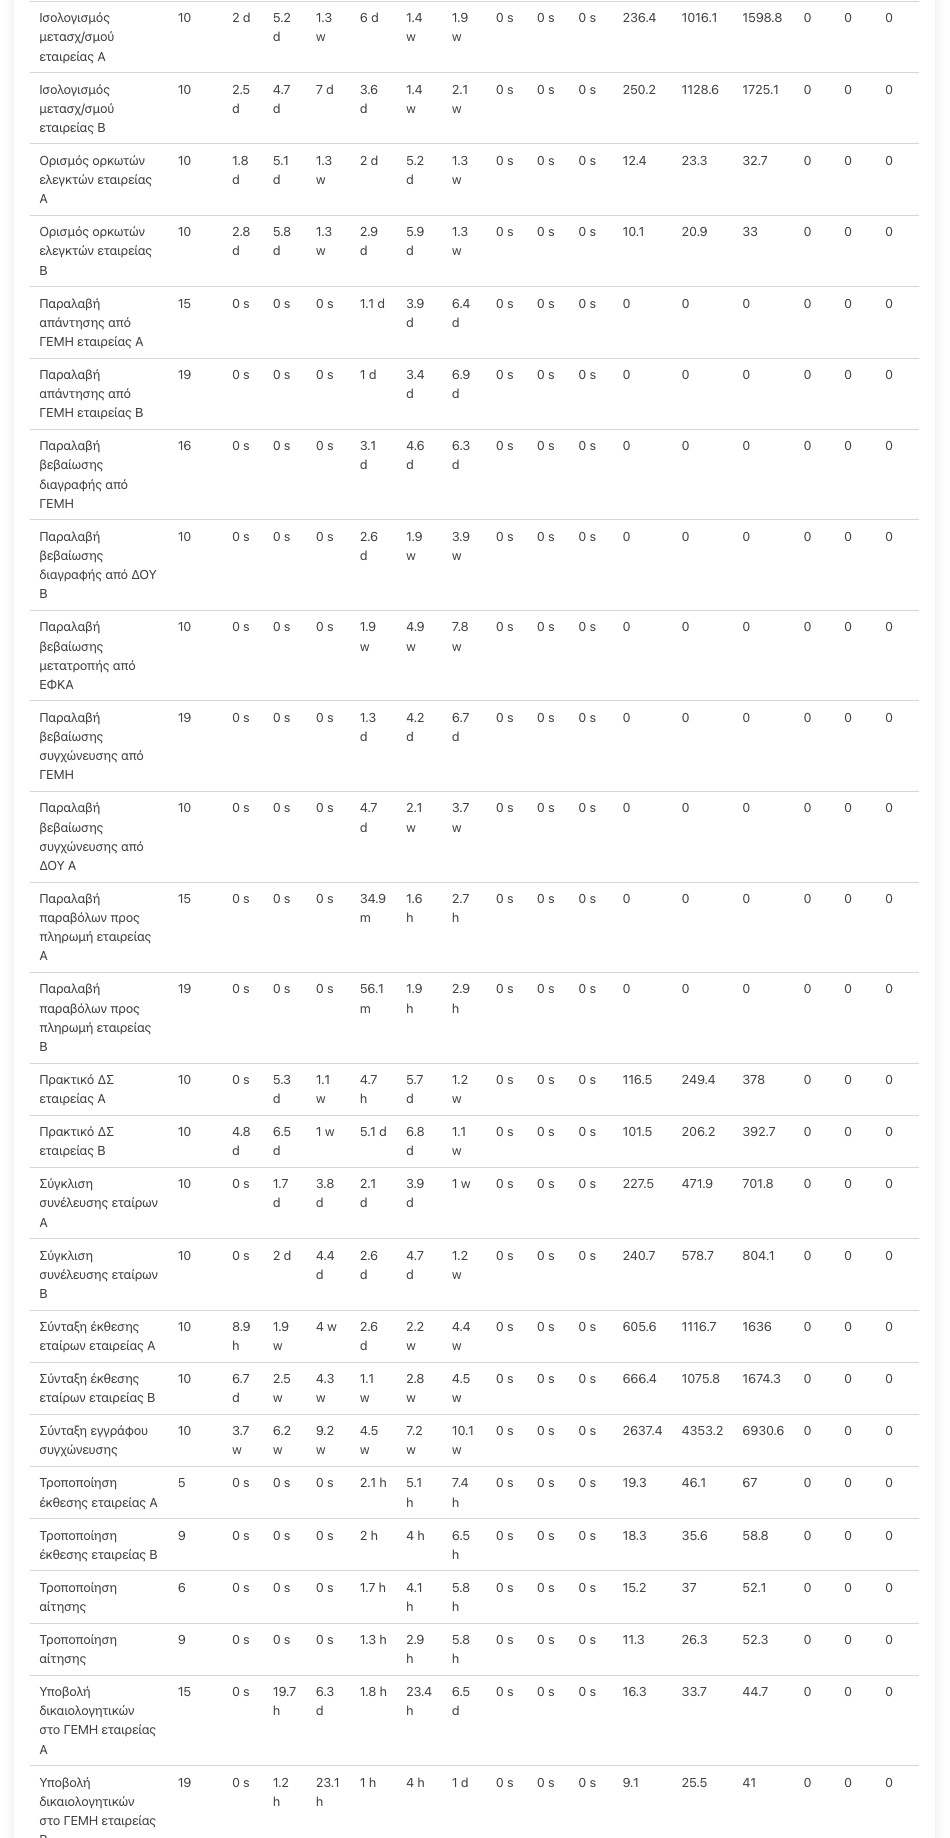 Ισολογισμός μετασχ/σμού εταιρείας Α 10 2 d 5.2 d 1.3 w 6 d 1.4 w 1.9 w 0 s 0 s 0 s 236.4 1016.1 1598.8 0 0 0
Ισολογισμός μετασχ/σμού εταιρείας Β 10 2.5 d 4.7 d 7 d 3.6 d 1.4 w 2.1 w 0 s 0 s 0 s 250.2 1128.6 1725.1 0 0 0
Ορισμός ορκωτών ελεγκτών εταιρείας Α 10 1.8 d 5.1 d 1.3 w 2 d 5.2 d 1.3 w 0 s 0 s 0 s 12.4 23.3 32.7 0 0 0
Ορισμός ορκωτών ελεγκτών εταιρείας Β 10 2.8 d 5.8 d 1.3 w 2.9 d 5.9 d 1.3 w 0 s 0 s 0 s 10.1 20.9 33 0 0 0
Παραλαβή απάντησης από ΓΕΜΗ εταιρείας Α 15 0 s 0 s 0 s 1.1 d 3.9 d 6.4 d 0 s 0 s 0 s 0 0 0 0 0 0
Παραλαβή απάντησης από ΓΕΜΗ εταιρείας Β 19 0 s 0 s 0 s 1 d 3.4 d 6.9 d 0 s 0 s 0 s 0 0 0 0 0 0
Παραλαβή βεβαίωσης διαγραφής από ΓΕΜΗ 16 0 s 0 s 0 s 3.1 d 4.6 d 6.3 d 0 s 0 s 0 s 0 0 0 0 0 0
Παραλαβή βεβαίωσης διαγραφής από ΔΟΥ Β 10 0 s 0 s 0 s 2.6 d 1.9 w 3.9 w 0 s 0 s 0 s 0 0 0 0 0 0
Παραλαβή βεβαίωσης μετατροπής από ΕΦΚΑ 10 0 s 0 s 0 s 1.9 w 4.9 w 7.8 w 0 s 0 s 0 s 0 0 0 0 0 0
Παραλαβή βεβαίωσης συγχώνευσης από ΓΕΜΗ 19 0 s 0 s 0 s 1.3 d 4.2 d 6.7 d 0 s 0 s 0 s 0 0 0 0 0 0
Παραλαβή βεβαίωσης συγχώνευσης από ΔΟΥ Α 10 0 s 0 s 0 s 4.7 d 2.1 w 3.7 w 0 s 0 s 0 s 0 0 0 0 0 0
Παραλαβή παραβόλων προς πληρωμή εταιρείας Α 15 0 s 0 s 0 s 34.9 m 1.6 h 2.7 h 0 s 0 s 0 s 0 0 0 0 0 0
Παραλαβή παραβόλων προς πληρωμή εταιρείας Β 19 0 s 0 s 0 s 56.1 m 1.9 h 2.9 h 0 s 0 s 0 s 0 0 0 0 0 0
Πρακτικό ΔΣ εταιρείας Α 10 0 s 5.3 d 1.1 w 4.7 h 5.7 d 1.2 w 0 s 0 s 0 s 116.5 249.4 378 0 0 0
Πρακτικό ΔΣ εταιρείας Β 10 4.8 d 6.5 d 1 w 5.1 d 6.8 d 1.1 w 0 s 0 s 0 s 101.5 206.2 392.7 0 0 0
Σύγκλιση συνέλευσης εταίρων Α 10 0 s 1.7 d 3.8 d 2.1 d 3.9 d 1 w 0 s 0 s 0 s 227.5 471.9 701.8 0 0 0
Σύγκλιση συνέλευσης εταίρων Β 10 0 s 2 d 4.4 d 2.6 d 4.7 d 1.2 w 0 s 0 s 0 s 240.7 578.7 804.1 0 0 0
Σύνταξη έκθεσης εταίρων εταιρείας Α 10 8.9 h 1.9 w 4 w 2.6 d 2.2 w 4.4 w 0 s 0 s 0 s 605.6 1116.7 1636 0 0 0
Σύνταξη έκθεσης εταίρων εταιρείας Β 10 6.7 d 2.5 w 4.3 w 1.1 w 2.8 w 4.5 w 0 s 0 s 0 s 666.4 1075.8 1674.3 0 0 0
Σύνταξη εγγράφου συγχώνευσης 10 3.7 w 6.2 w 9.2 w 4.5 w 7.2 w 10.1 w 0 s 0 s 0 s 2637.4 4353.2 6930.6 0 0 0
Τροποποίηση έκθεσης εταιρείας Α 5 0 s 0 s 0 s 2.1 h 5.1 h 7.4 h 0 s 0 s 0 s 19.3 46.1 67 0 0 0
Τροποποίηση έκθεσης εταιρείας Β 9 0 s 0 s 0 s 2 h 4 h 6.5 h 0 s 0 s 0 s 18.3 35.6 58.8 0 0 0
Τροποποίηση αίτησης 6 0 s 0 s 0 s 1.7 h 4.1 h 5.8 h 0 s 0 s 0 s 15.2 37 52.1 0 0 0
Τροποποίηση αίτησης 9 0 s 0 s 0 s 1.3 h 2.9 h 5.8 h 0 s 0 s 0 s 11.3 26.3 52.3 0 0 0
Υποβολή δικαιολογητικών στο ΓΕΜΗ εταιρείας Α 15 0 s 19.7 h 6.3 d 1.8 h 23.4 h 6.5 d 0 s 0 s 0 s 16.3 33.7 44.7 0 0 0
Υποβολή δικαιολογητικών στο ΓΕΜΗ εταιρείας 19 0 s 1.2 h 23.1 h 1 h 4 h 1 d 0 s 0 s 0 s 9.1 25.5 41 0 0 0